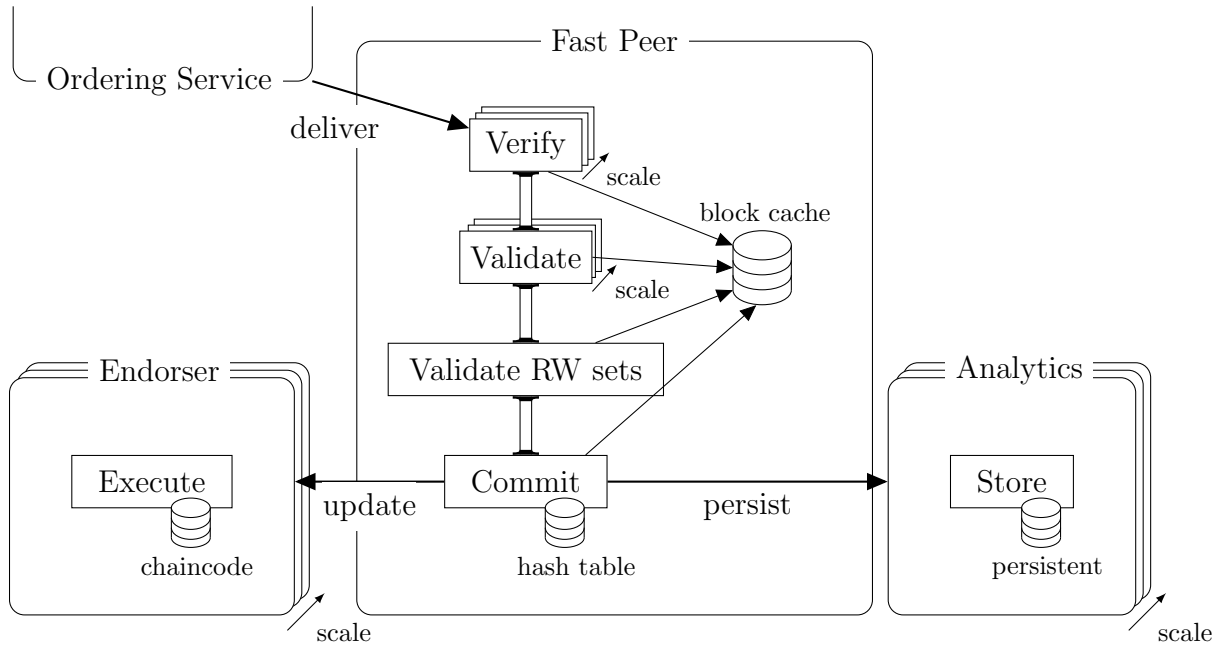 Fast Peer
Ordering Service
deliver
Verify
scale
block cache
Validate
scale
Validate RW sets
Endorser
Analytics
Execute
update
Commit
persist
Store
chaincode
hash table
persistent
scale
scale